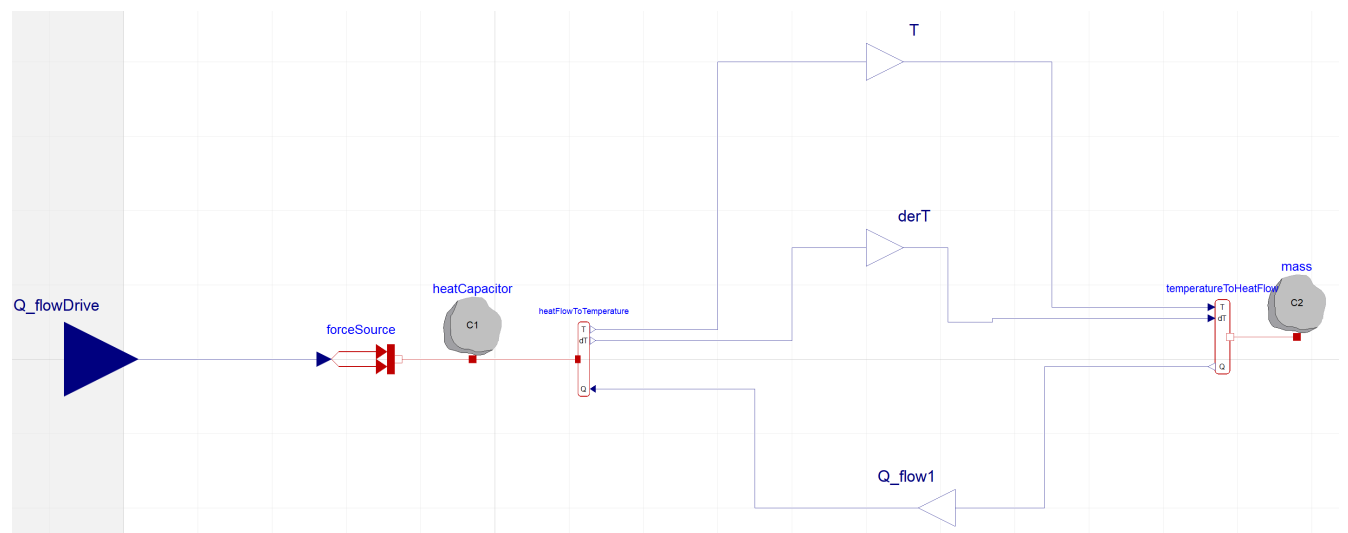 T
derT
mass
Q_flowDrive
heatCapacitor
temperatureToHeatFlow
heatFlowToTemperature
forceSource
C1
C2
T
dT
Q
T
dT
Q
Q_flow1